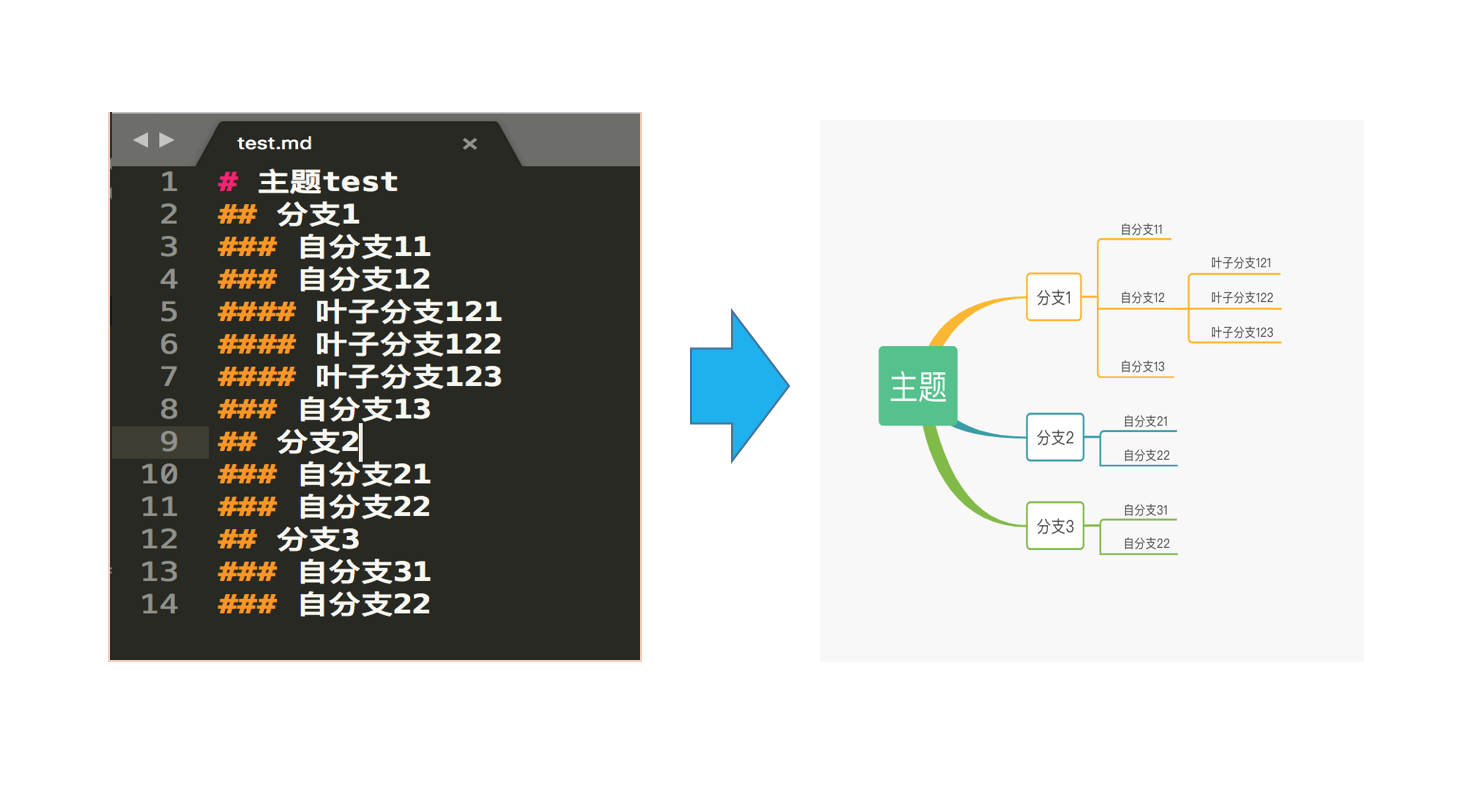 test.md
1 # 主题test
2 ## 分支1
3 ### 自分支11
4 ### 自分支12
5 #### 叶子分支121
6 #### 叶子分支122
7 #### 叶子分支123
8 ### 自分支13
9 ## 分支2
10 ### 自分支21
11 ### 自分支22
12 ## 分支3
13 ### 自分支31
14 ### 自分支22
主题
分支1
自分支11
自分支12
叶子分支121
叶子分支122
叶子分支123
自分支13
分支2
自分支21
自分支22
分支3
自分支31
自分支22